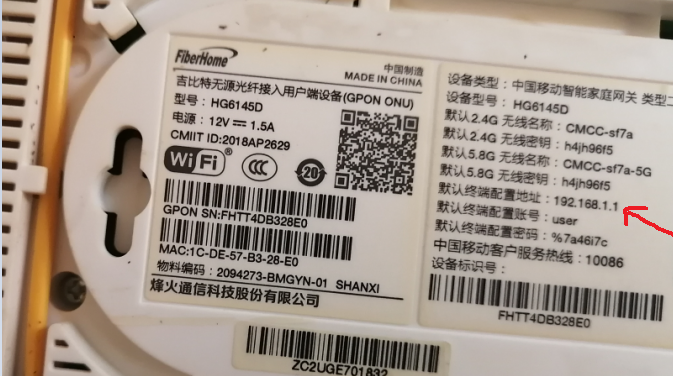 FiberHome
中国制造
MADE IN CHINA
吉比特无源光纤接入用户端设备(GPON ONU)
型号：HG6145D
电源：12V 1.5A
CMIIT ID:2018AP2629
WiFi
CCC
20
GPON SN:FHTT4DB328E0
MAC:1C-DE-57-B3-28-E0
物料编码：2094273-BMGYN-01 SHANXI
烽火通信科技股份有限公司
设备类型：中国移动智能家庭网关 类型
设备型号：HG6145D
默认2.4G 无线名称：CMCC-sf7a
默认2.4G 无线密钥：h4jh96f5
默认5.8G 无线名称：CMCC-sf7a-5G
默认5.8G 无线密钥：h4jh96f5
默认终端配置地址：192.168.1.1
默认终端配置账号：user
默认终端配置密码：%7a46i7c
中国移动客户服务热线：10086
设备标识号：
FHTT4DB328E0
ZC2UGE701832